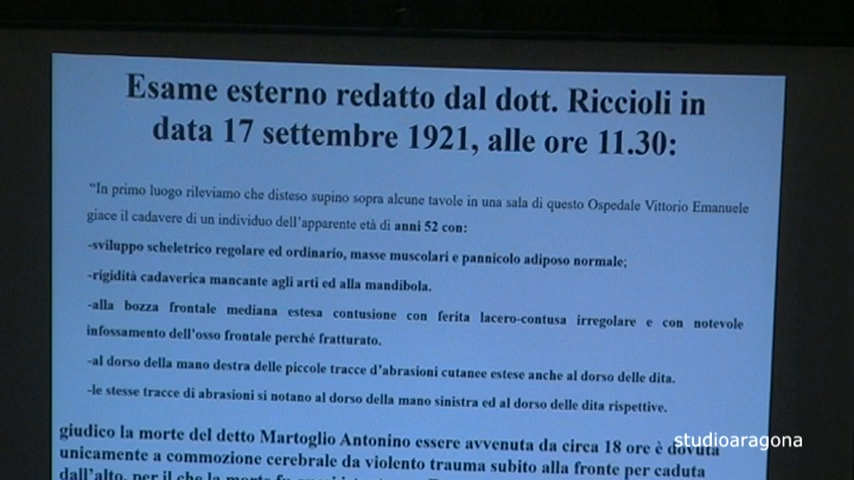 Esame esterno redatto dal dott. Riccioli in
data 17 settembre 1921, alle ore 11.30:
“In primo luogo rileviamo che disteso supino sopra alcune tavole in una sala di questo Ospedale Vittorio Emanuele
giace il cadavere di un individuo dell’apparente età di anni 52 con:
-sviluppo scheletrico regolare ed ordinario, masse muscolari e pannicolo adiposo normale;
-rigidità cadaverica mancante agli arti ed alla mandibola.
-alla bozza frontale mediana estesa contusione con ferita lacero-contusa irregolare e con notevole
infossamento dell’osso frontale perché fratturato.
-al dorso della mano destra delle piccole tracce d’abrasioni cutanee estese anche al dorso delle dita.
-le stesse tracce di abrasioni si notano al dorso della mano sinistra ed al dorso delle dita rispettive.
giudico la morte del detto Martoglio Antonino essere avvenuta da circa 18 ore è dovuta
studioaragona
unicamente a commozione cerebrale da violento trauma subito alla fronte per caduta
dall’alto, per il che la morte fu